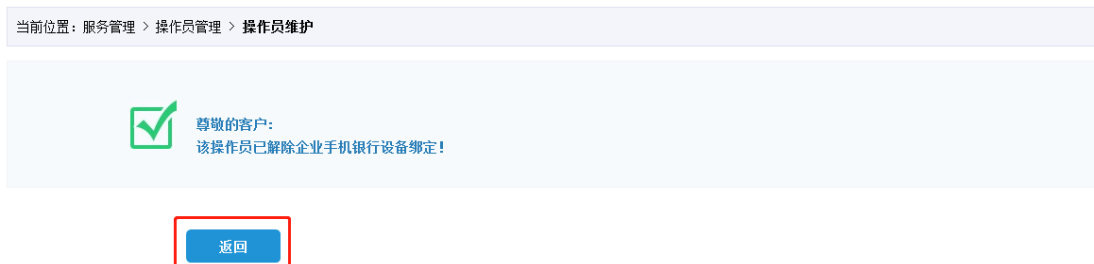 当前位置：服务管理 > 操作员管理 > 操作员维护
尊敬的客户：
该操作员已解除企业手机银行设备绑定！
返回